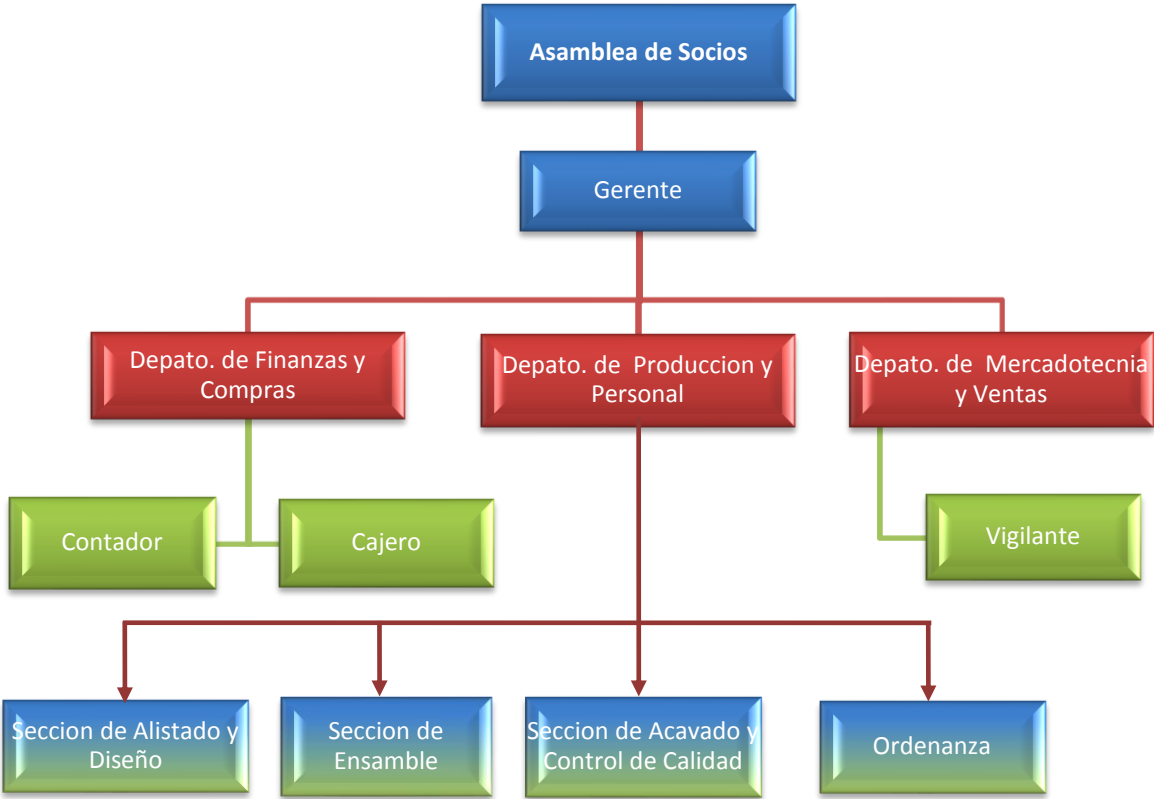 Asamblea de Socios
Gerente
Depato. de Finanzas y
Compras
Depato. de Produccion y
Personal
Depato. de Mercadotecnia
y Ventas
Contador
Cajero
Vigilante
Seccion de Alistado y
Diseño
Seccion de
Ensamble
Seccion de Acavado y
Control de Calidad
Ordenanza